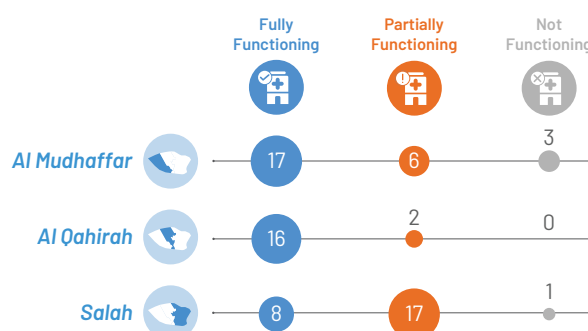 Fully
Functioning
Partially
Functioning
Not
Functioning
Al Mudhaffar
17
6
3
Al Qahirah
16
2
0
Salah
8
17
1